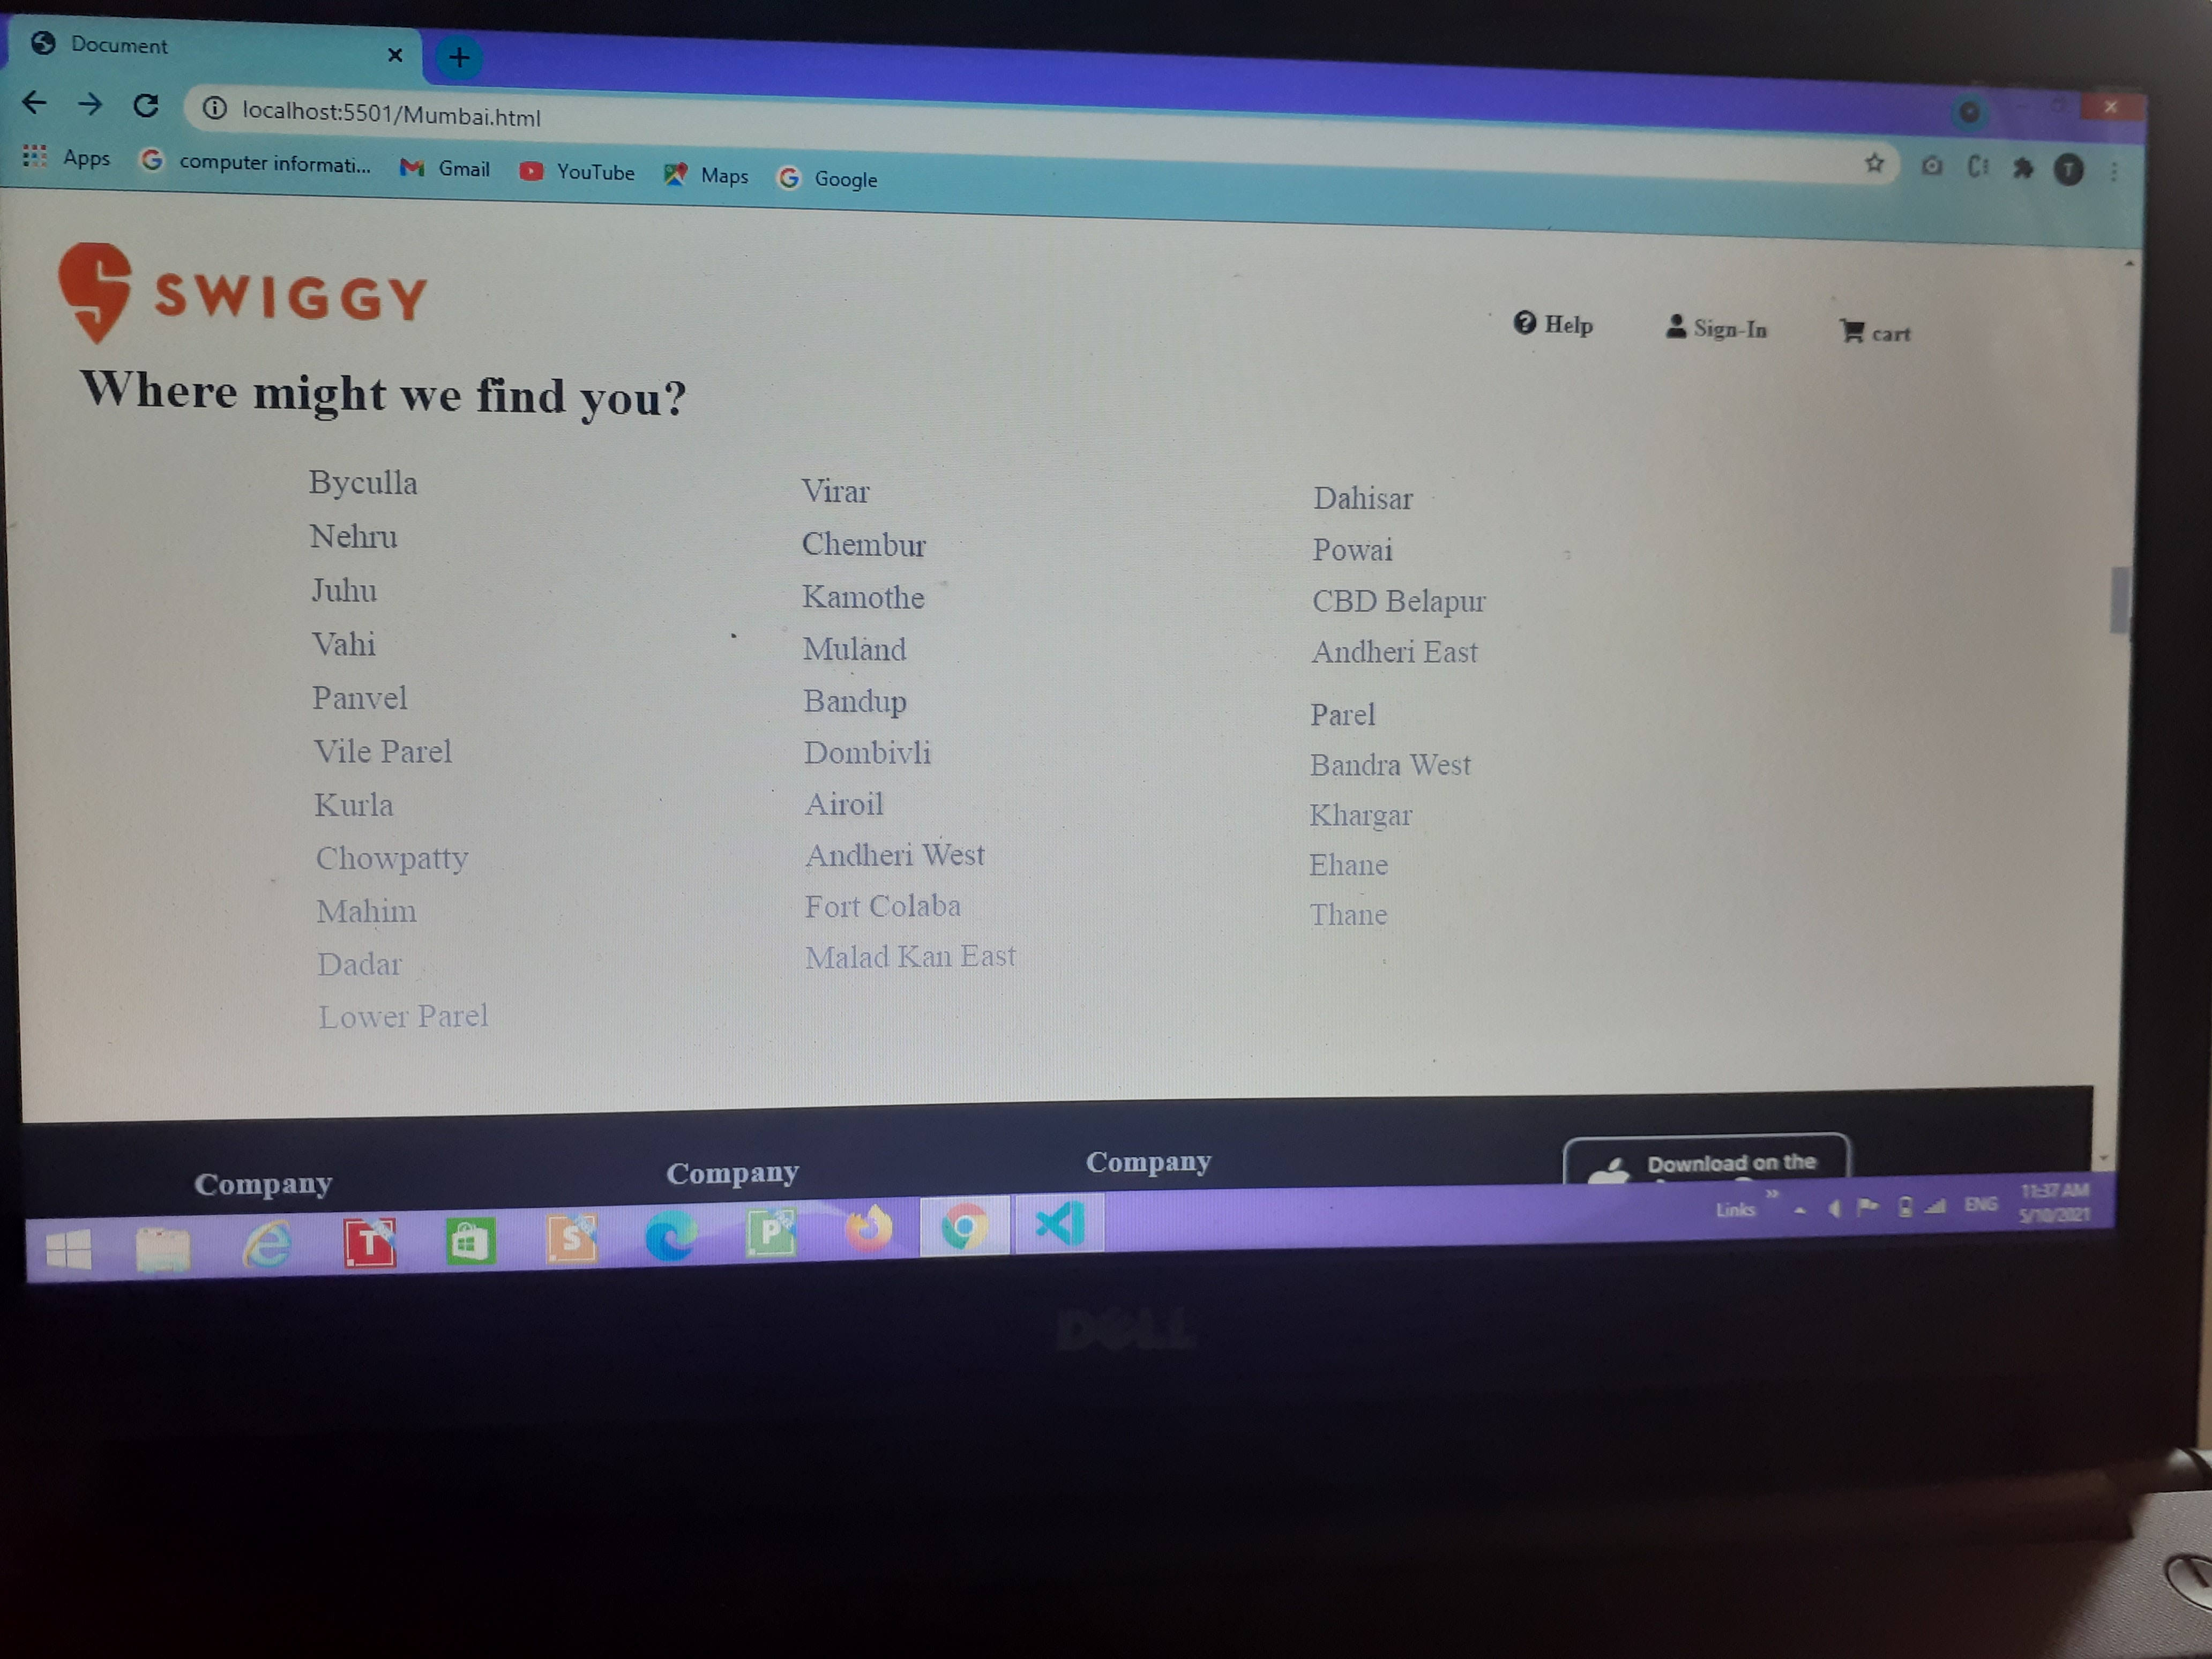 Document
localhost:5501/Mumbai.html
Apps computer informati... Gmail YouTube Maps Google
T
SWIGGY
Help Sign-In cart
Where might we find you?
Byculla
Nehru
Juhu
Vahi
Panvel
Vile Parel
Kurla
Chowpatty
Mahim
Dadar
Lower Parel
Virar
Chembur
Kamothe
Muland
Bandup
Dombivli
Airoil
Andheri West
Fort Colaba
Malad Kan East
Dahisar
Powai
CBD Belapur
Andheri East
Parel
Bandra West
Khargar
Ehane
Thane
Company Company Company
Download on the
T S P
Links ENG
11:37 AM
5/10/2021
DELL